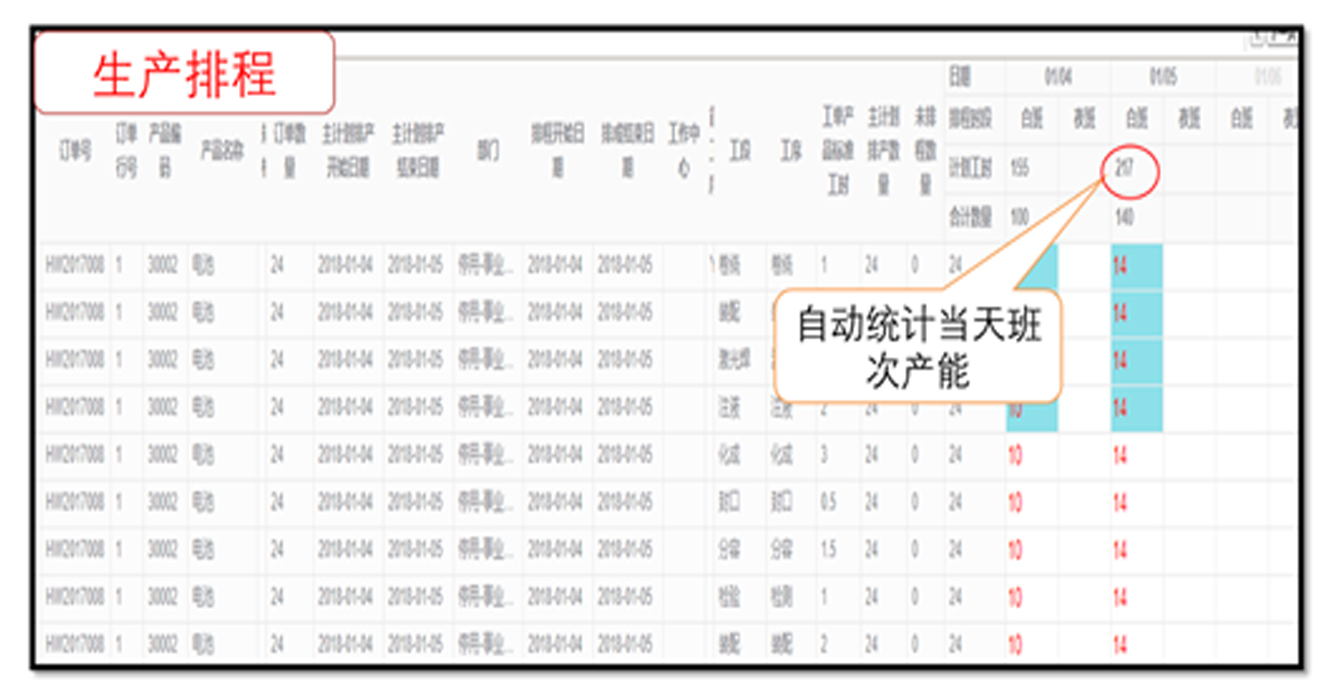 生产排程
日期 01/04 01/05 01/06
订单号 订单行号 产品编码 产品名称 订单数量 主计划排产开始日期 主计划排产结束日期 部门 排程开始日期 排成结束日期 工作中心 工段 工序 工单产品标准工时 主计划排产数量 未排程数量
白班 夜班 白班 夜班 白班
计划工时 155 217
合计数量 100 140
HW2017008 1 30002 电池 24 2018-01-04 2018-01-05 停用-事业... 2018-01-04 2018-01-05 卷绕 卷绕 1 24 0 24 14
HW2017008 1 30002 电池 24 2018-01-04 2018-01-05 停用-事业... 2018-01-04 2018-01-05 装配 14
自动统计当天班
次产能
HW2017008 1 30002 电池 24 2018-01-04 2018-01-05 停用-事业... 2018-01-04 2018-01-05 激光焊 14
HW2017008 1 30002 电池 24 2018-01-04 2018-01-05 停用-事业... 2018-01-04 2018-01-05 注液 注液 2 24 0 24 10 14
HW2017008 1 30002 电池 24 2018-01-04 2018-01-05 停用-事业... 2018-01-04 2018-01-05 化成 化成 3 24 0 24 10 14
HW2017008 1 30002 电池 24 2018-01-04 2018-01-05 停用-事业... 2018-01-04 2018-01-05 封口 封口 0.5 24 0 24 10 14
HW2017008 1 30002 电池 24 2018-01-04 2018-01-05 停用-事业... 2018-01-04 2018-01-05 分容 分容 1.5 24 0 24 10 14
HW2017008 1 30002 电池 24 2018-01-04 2018-01-05 停用-事业... 2018-01-04 2018-01-05 检验 检测 1 24 0 24 10 14
HW2017008 1 30002 电池 24 2018-01-04 2018-01-05 停用-事业... 2018-01-04 2018-01-05 装配 装配 2 24 0 24 10 14